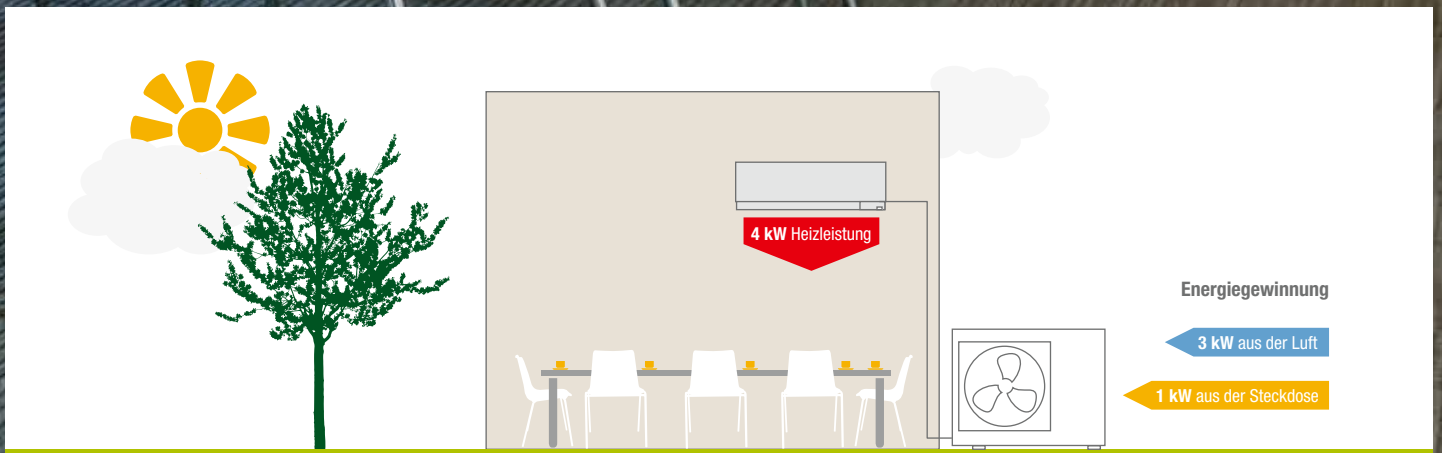 4 kW Heizleistung
Energiegewinnung
3 kW aus der Luft
1 kW aus der Steckdose